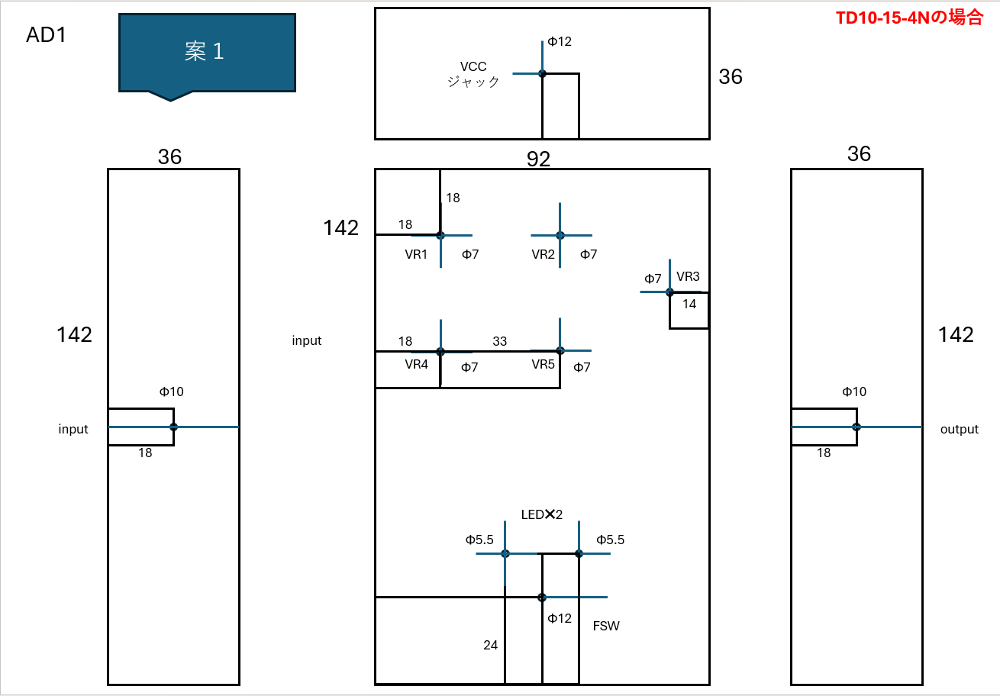 AD1
案１
TD10-15-4Nの場合
Φ12
VCC
ジャック
36
36
92
36
142
18
18
VR1
Φ7
VR2
Φ7
Φ7
VR3
14
142
input
18
33
VR4
Φ7
VR5
Φ7
142
Φ10
input
18
Φ10
output
18
LED✕2
Φ5.5
Φ5.5
Φ12
FSW
24